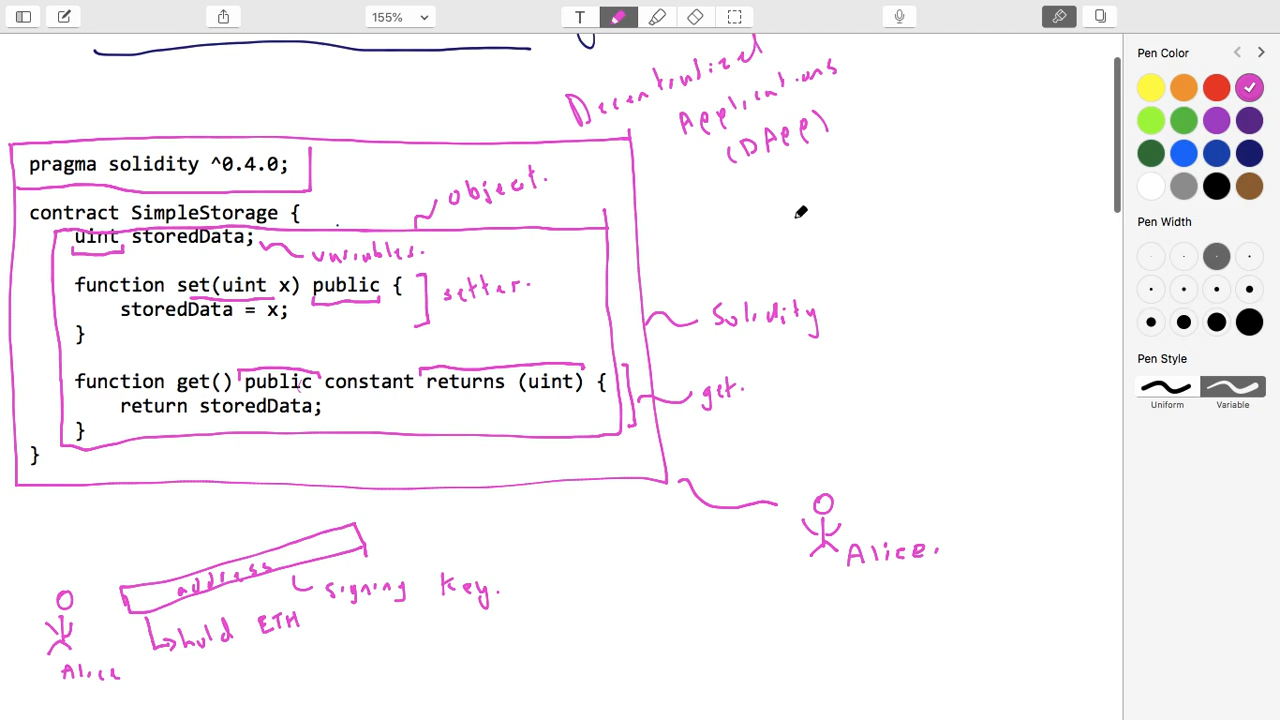 155%
T
Decentralized
Applications
(DApp)
pragma solidity ^0.4.0;
object.
contract SimpleStorage {
uint storedData;
variables.
function set(uint x) public {
setter.
storedData = x;
}
Solidity
function get() public constant returns (uint) {
get.
return storedData;
}
}
Alice.
address
signing key.
hold ETH
Alice
Pen Color
Pen Width
Pen Style
Uniform
Variable